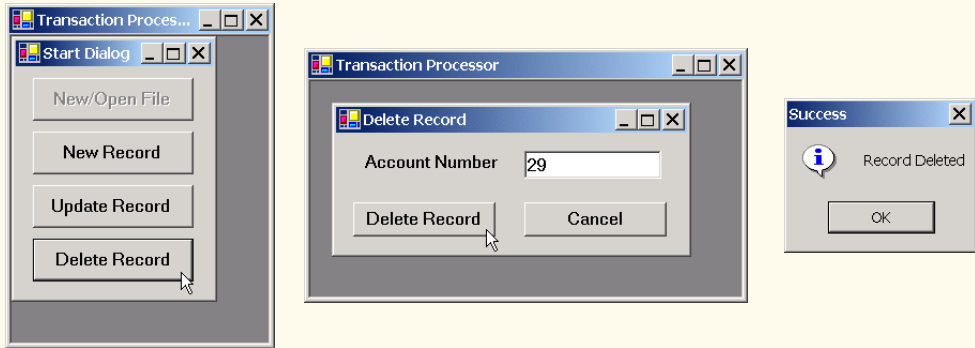 Transaction Proces...
Start Dialog
New/Open File
New Record
Update Record
Delete Record
Transaction Processor
Delete Record
Account Number 29
Delete Record Cancel
Success
Record Deleted
OK